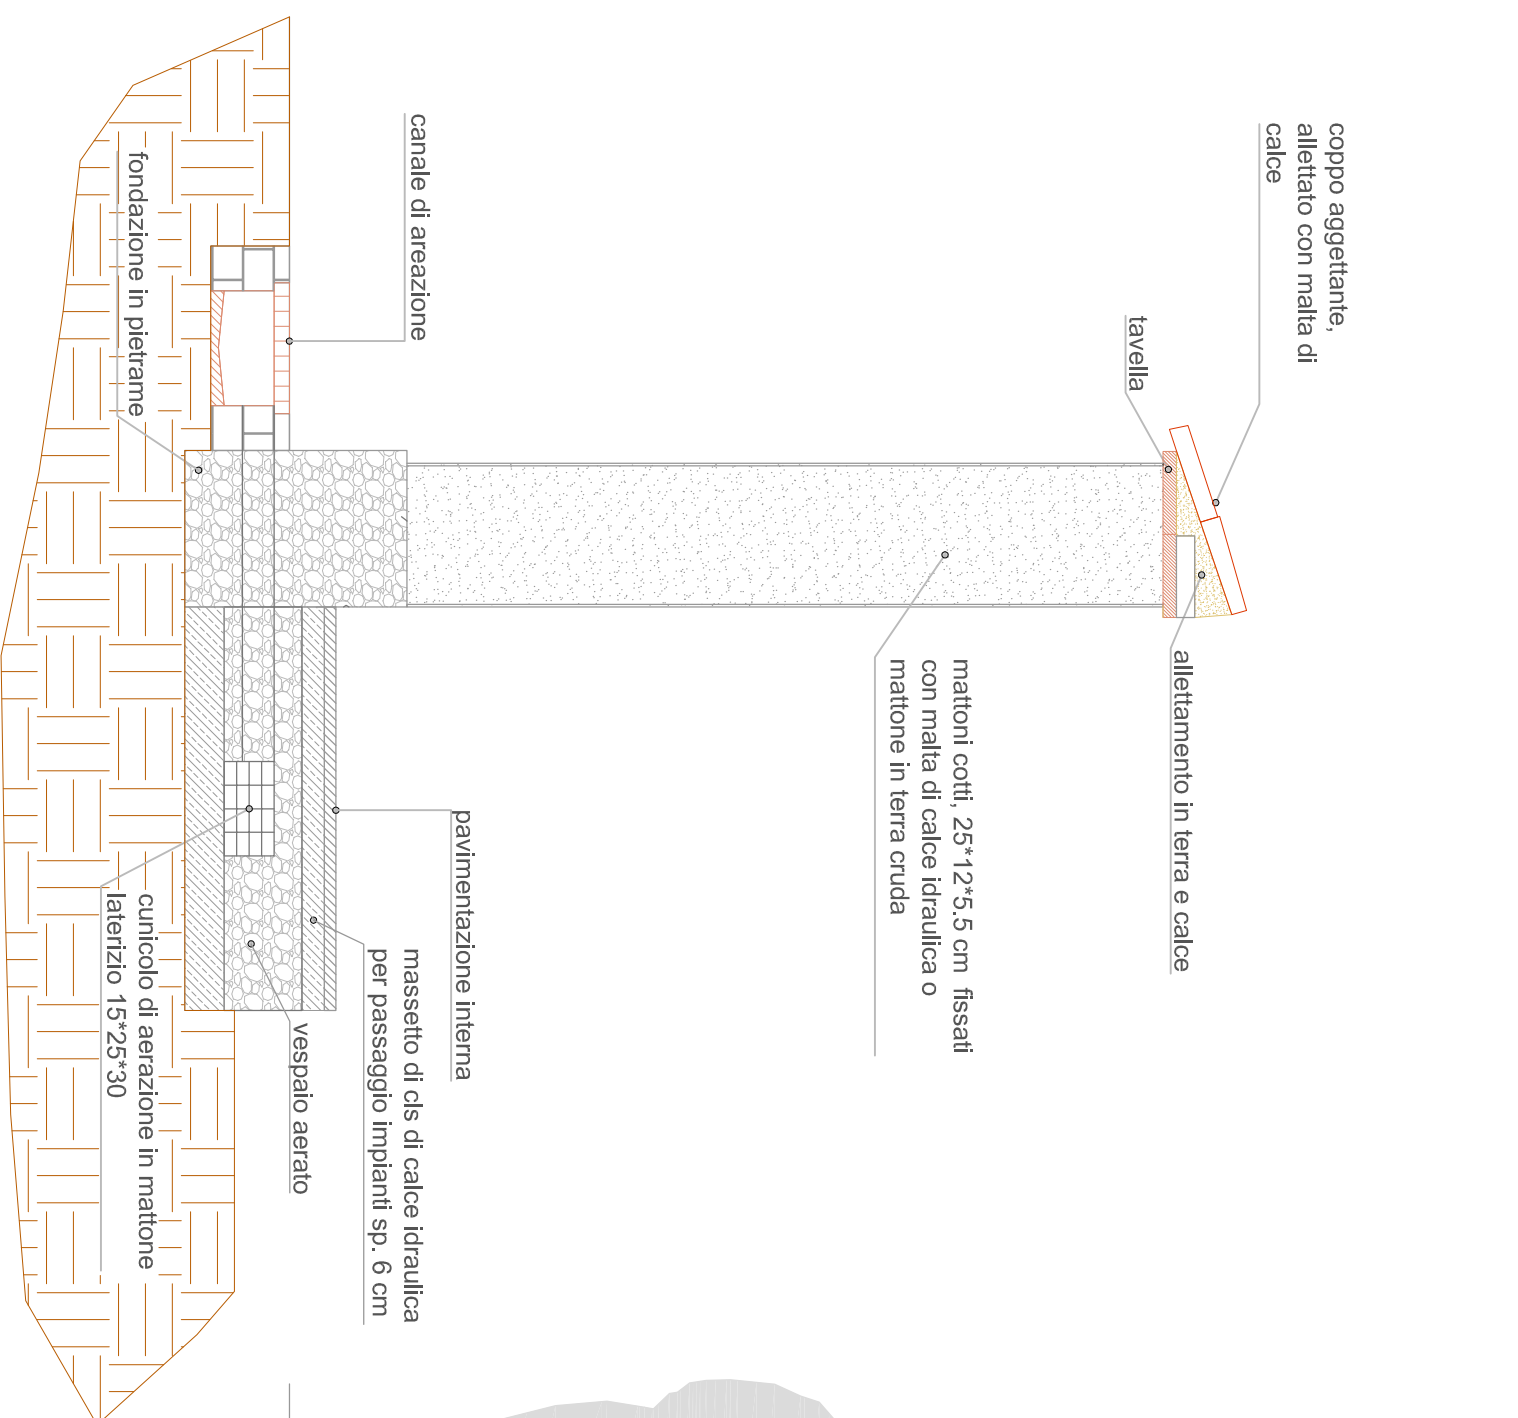 coppo aggettante,
allettato con malta di
calce
tavella
allettamento in terra e calce
mattoni cotti, 25*12*5.5 cm fissati
con malta di calce idraulica o
mattone in terra cruda
canale di areazione
pavimentazione interna
massetto di cls di calce idraulica
per passaggio impianti sp. 6 cm
vespaio aerato
fondazione in pietrame
cunicolo di aerazione in mattone
laterizio 15*25*30